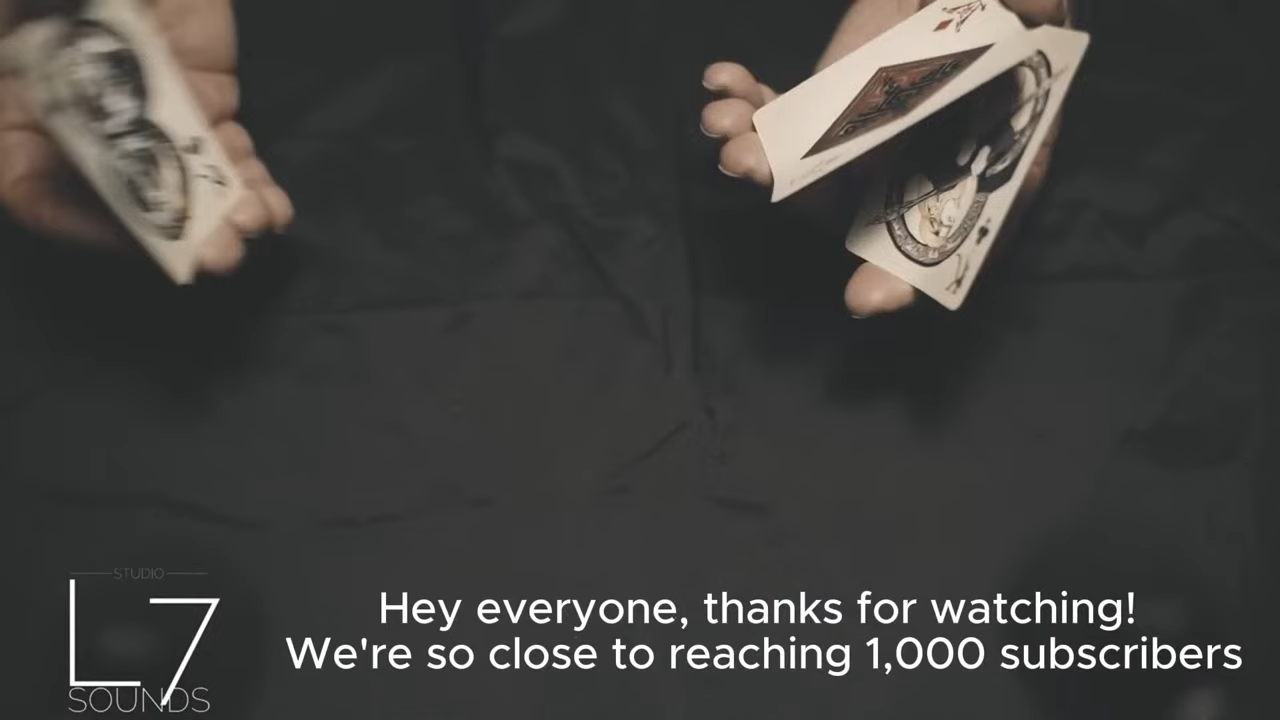 STUDIO
L7
SOUNDS
Hey everyone, thanks for watching!
We're so close to reaching 1,000 subscribers